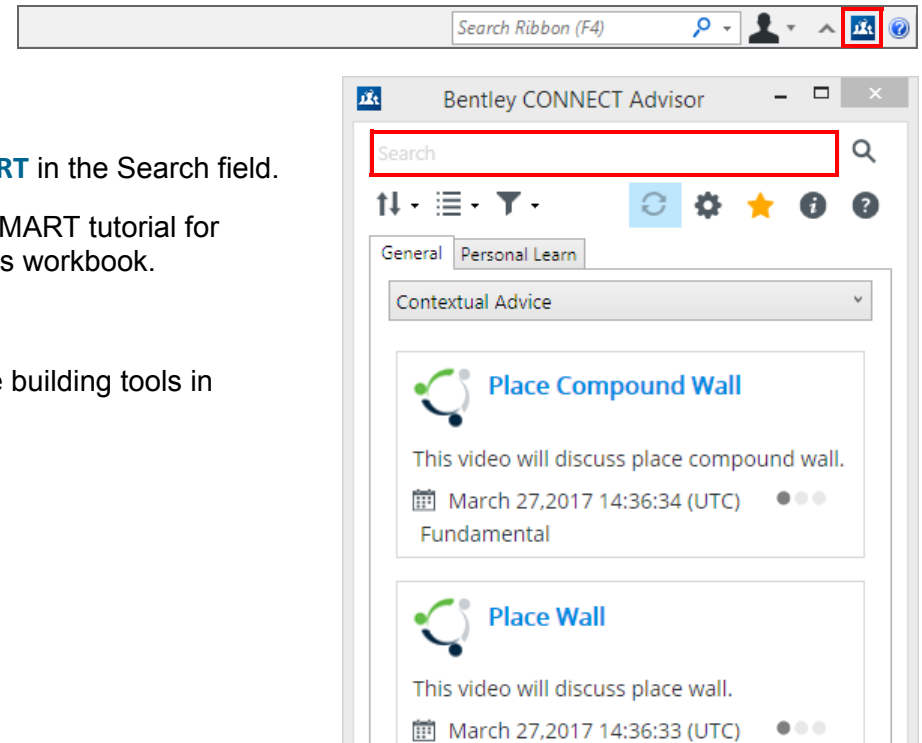 Search Ribbon (F4)
Bentley CONNECT Advisor
Search
RT in the Search field.
MART tutorial for
s workbook.
e building tools in
General Personal Learn
Contextual Advice
Place Compound Wall
This video will discuss place compound wall.
March 27,2017 14:36:34 (UTC)
Fundamental
Place Wall
This video will discuss place wall.
March 27,2017 14:36:33 (UTC)